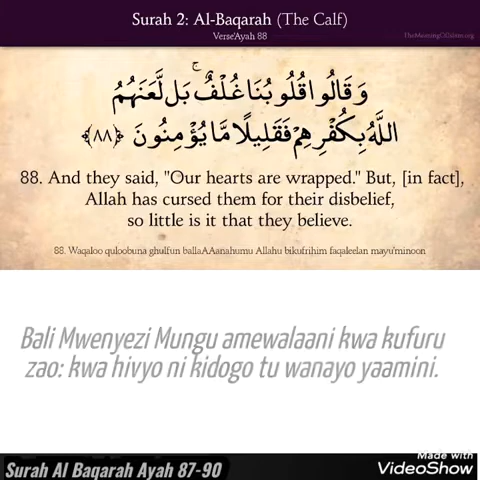 Surah 2: Al-Baqarah (The Calf)
Verse'Ayah 88
TheMeaningOfIslam.org
وَقَالُوا قُلُوبُنَا غُلْفٌ ۚ بَل لَّعَنَهُمُ
اللَّهُ بِكُفْرِهِمْ فَقَلِيلًا مَّا يُؤْمِنُونَ ﴿٨٨﴾
88. And they said, "Our hearts are wrapped." But, [in fact],
Allah has cursed them for their disbelief,
so little is it that they believe.
88. Waqaloo quloobuna ghulfun ballaAAanahumu Allahu bikufrihim faqaleelan mayu'minoon
Bali Mwenyezi Mungu amewalaani kwa kufuru
zao: kwa hivyo ni kidogo tu wanayo yaamini.
Surah Al Baqarah Ayah 87-90
Made with
VideoShow